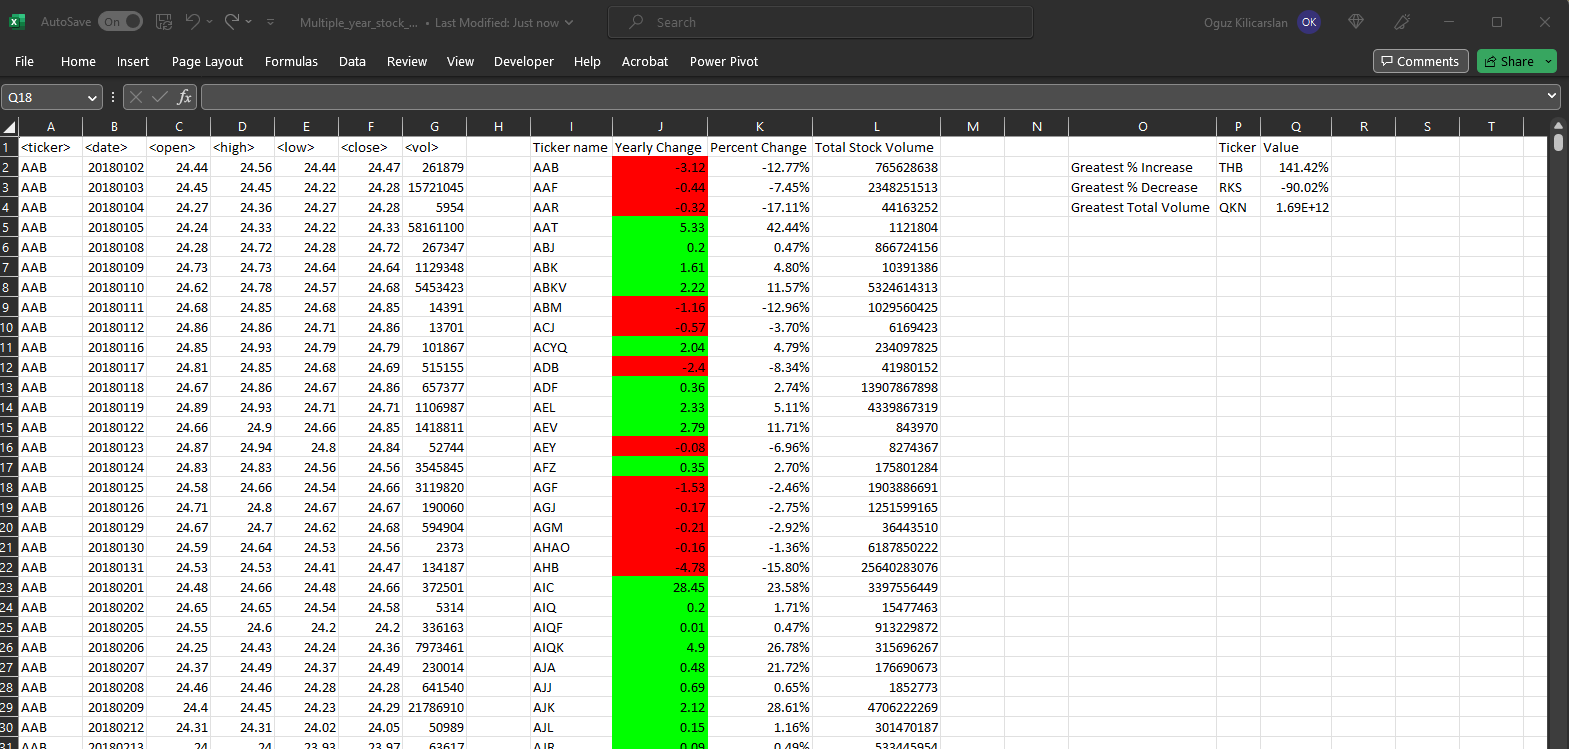 AutoSave On Multiple_year_stock_... • Last Modified: Just now Search Oguz Kilicarslan OK
File Home Insert Page Layout Formulas Data Review View Developer Help Acrobat Power Pivot Comments Share
Q18 fx
A B C D E F G H I J K L M N O P Q R S T
1 <ticker> <date> <open> <high> <low> <close> <vol> Ticker name Yearly Change Percent Change Total Stock Volume Ticker Value
2 AAB 20180102 24.44 24.56 24.44 24.47 261879 AAB -3.12 -12.77% 765628638 Greatest % Increase THB 141.42%
3 AAB 20180103 24.45 24.45 24.22 24.28 15721045 AAF -0.44 -7.45% 2348251513 Greatest % Decrease RKS -90.02%
4 AAB 20180104 24.27 24.36 24.27 24.28 5954 AAR -0.32 -17.11% 44163252 Greatest Total Volume QKN 1.69E+12
5 AAB 20180105 24.24 24.33 24.22 24.33 58161100 AAT 5.33 42.44% 1121804
6 AAB 20180108 24.28 24.72 24.28 24.72 267347 ABJ 0.2 0.47% 866724156
7 AAB 20180109 24.73 24.73 24.64 24.64 1129348 ABK 1.61 4.80% 10391386
8 AAB 20180110 24.62 24.78 24.57 24.68 5453423 ABKV 2.22 11.57% 5324614313
9 AAB 20180111 24.68 24.85 24.68 24.85 14391 ABM -1.16 -12.96% 1029560425
10 AAB 20180112 24.86 24.86 24.71 24.86 13701 ACJ -0.57 -3.70% 6169423
11 AAB 20180116 24.85 24.93 24.79 24.79 101867 ACYQ 2.04 4.79% 234097825
12 AAB 20180117 24.81 24.85 24.68 24.69 515155 ADB -2.4 -8.34% 41980152
13 AAB 20180118 24.67 24.86 24.67 24.86 657377 ADF 0.36 2.74% 13907867898
14 AAB 20180119 24.89 24.93 24.71 24.71 1106987 AEL 2.33 5.11% 4339867319
15 AAB 20180122 24.66 24.9 24.66 24.85 1418811 AEV 2.79 11.71% 843970
16 AAB 20180123 24.87 24.94 24.8 24.84 52744 AEY -0.08 -6.96% 8274367
17 AAB 20180124 24.83 24.83 24.56 24.56 3545845 AFZ 0.35 2.70% 175801284
18 AAB 20180125 24.58 24.66 24.54 24.66 3119820 AGF -1.53 -2.46% 1903886691
19 AAB 20180126 24.71 24.8 24.67 24.67 190060 AGJ -0.17 -2.75% 1251599165
20 AAB 20180129 24.67 24.7 24.62 24.68 594904 AGM -0.21 -2.92% 36443510
21 AAB 20180130 24.59 24.64 24.53 24.56 2373 AHAO -0.16 -1.36% 6187850222
22 AAB 20180131 24.53 24.53 24.41 24.47 134187 AHB -4.78 -15.80% 25640283076
23 AAB 20180201 24.48 24.66 24.48 24.66 372501 AIC 28.45 23.58% 3397556449
24 AAB 20180202 24.65 24.65 24.54 24.58 5314 AIQ 0.2 1.71% 15477463
25 AAB 20180205 24.55 24.6 24.2 24.2 336163 AIQF 0.01 0.47% 913229872
26 AAB 20180206 24.25 24.43 24.24 24.36 7973461 AIQK 4.9 26.78% 315696267
27 AAB 20180207 24.37 24.49 24.37 24.49 230014 AJA 0.48 21.72% 176690673
28 AAB 20180208 24.46 24.46 24.28 24.28 641540 AJJ 0.69 0.65% 1852773
29 AAB 20180209 24.4 24.45 24.23 24.29 21786910 AJK 2.12 28.61% 4706222269
30 AAB 20180212 24.31 24.31 24.02 24.05 50989 AJL 0.15 1.16% 301470187
31 AAB 20180213 24 24 23.93 23.97 63617 AJR 0.09 0.49% 533445954